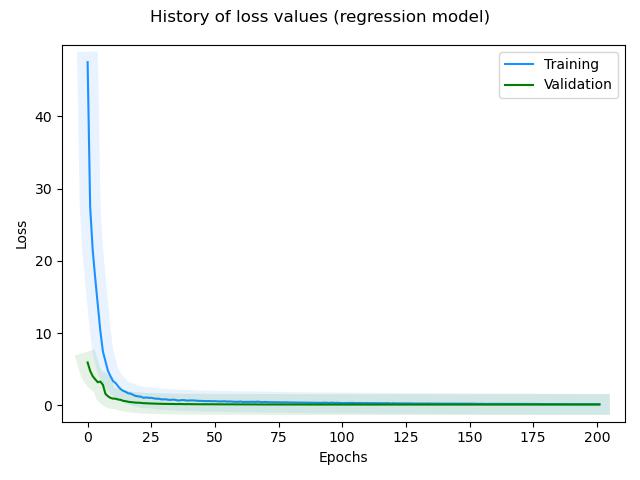 History of loss values (regression model)
Training
Validation
40
30
20
10
0
Loss
0 25 50 75 100 125 150 175 200
Epochs